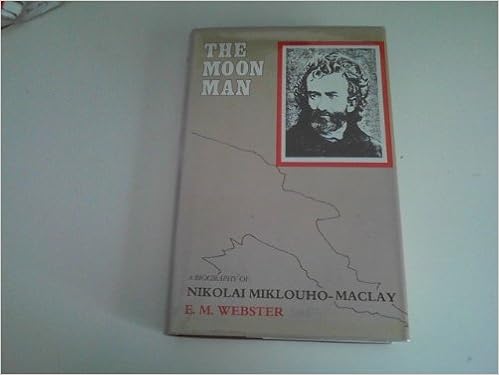 THE
MOON
MAN
A BIOGRAPHY OF
NIKOLAI MIKLOUHO-MACLAY
E. M. WEBSTER